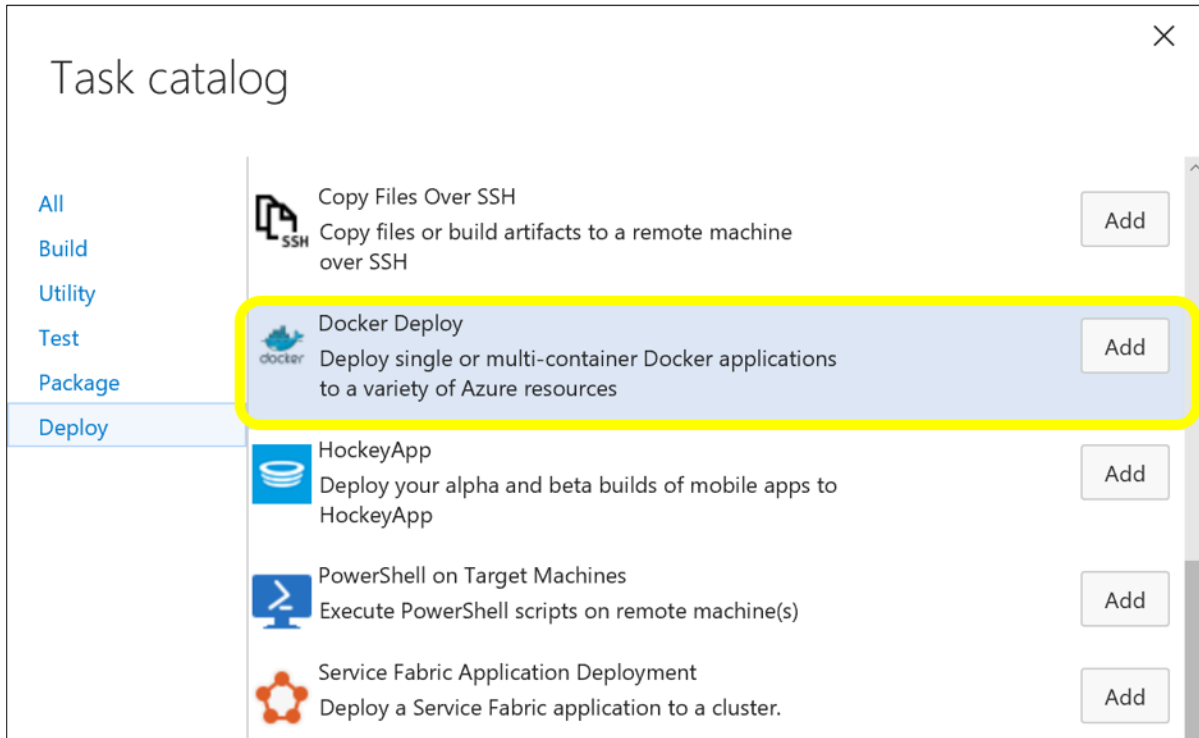 Task catalog
All
Build
Utility
Test
Package
Deploy
Copy Files Over SSH
Copy files or build artifacts to a remote machine
over SSH
SSH
Add
Docker Deploy
Deploy single or multi-container Docker applications
to a variety of Azure resources
docker
Add
HockeyApp
Deploy your alpha and beta builds of mobile apps to
HockeyApp
Add
PowerShell on Target Machines
Execute PowerShell scripts on remote machine(s)
Add
Service Fabric Application Deployment
Deploy a Service Fabric application to a cluster.
Add